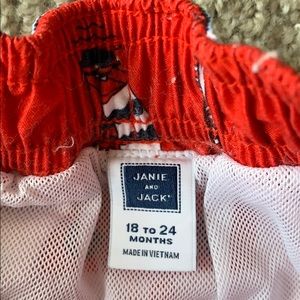 JANIE
AND
JACK®
18 TO 24
MONTHS
MADE IN VIETNAM